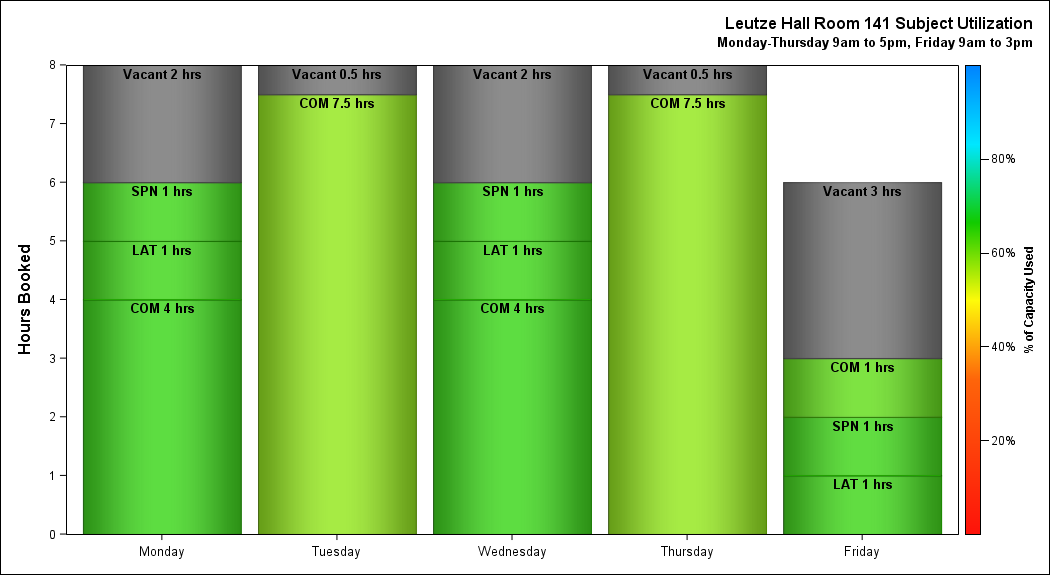 Leutze Hall Room 141 Subject Utilization
Monday-Thursday 9am to 5pm, Friday 9am to 3pm
Hours Booked
8
7
6
5
4
3
2
1
0
Vacant 2 hrs
SPN 1 hrs
LAT 1 hrs
COM 4 hrs
Monday
Vacant 0.5 hrs
COM 7.5 hrs
Tuesday
Vacant 2 hrs
SPN 1 hrs
LAT 1 hrs
COM 4 hrs
Wednesday
Vacant 0.5 hrs
COM 7.5 hrs
Thursday
Vacant 3 hrs
COM 1 hrs
SPN 1 hrs
LAT 1 hrs
Friday
80%
60%
40%
20%
% of Capacity Used